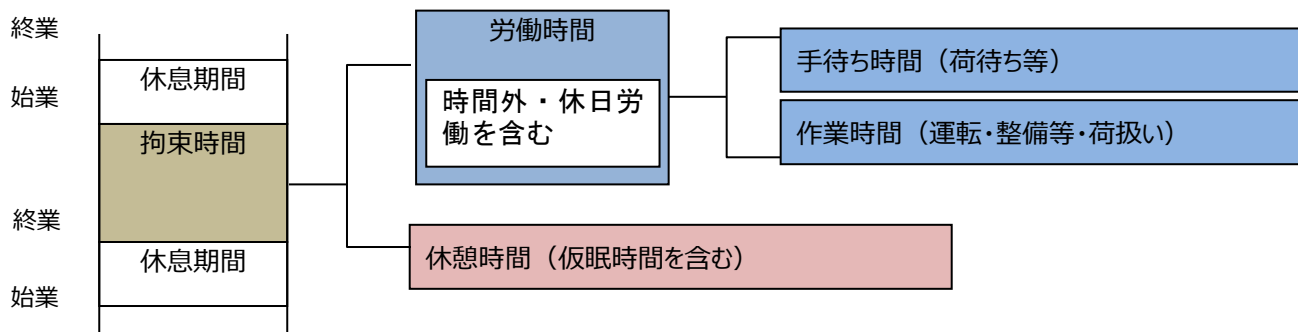 終業
休息期間
始業
拘束時間
終業
休息期間
始業
労働時間
時間外・休日労
働を含む
手待ち時間（荷待ち等）
作業時間（運転・整備等・荷扱い）
休憩時間（仮眠時間を含む）